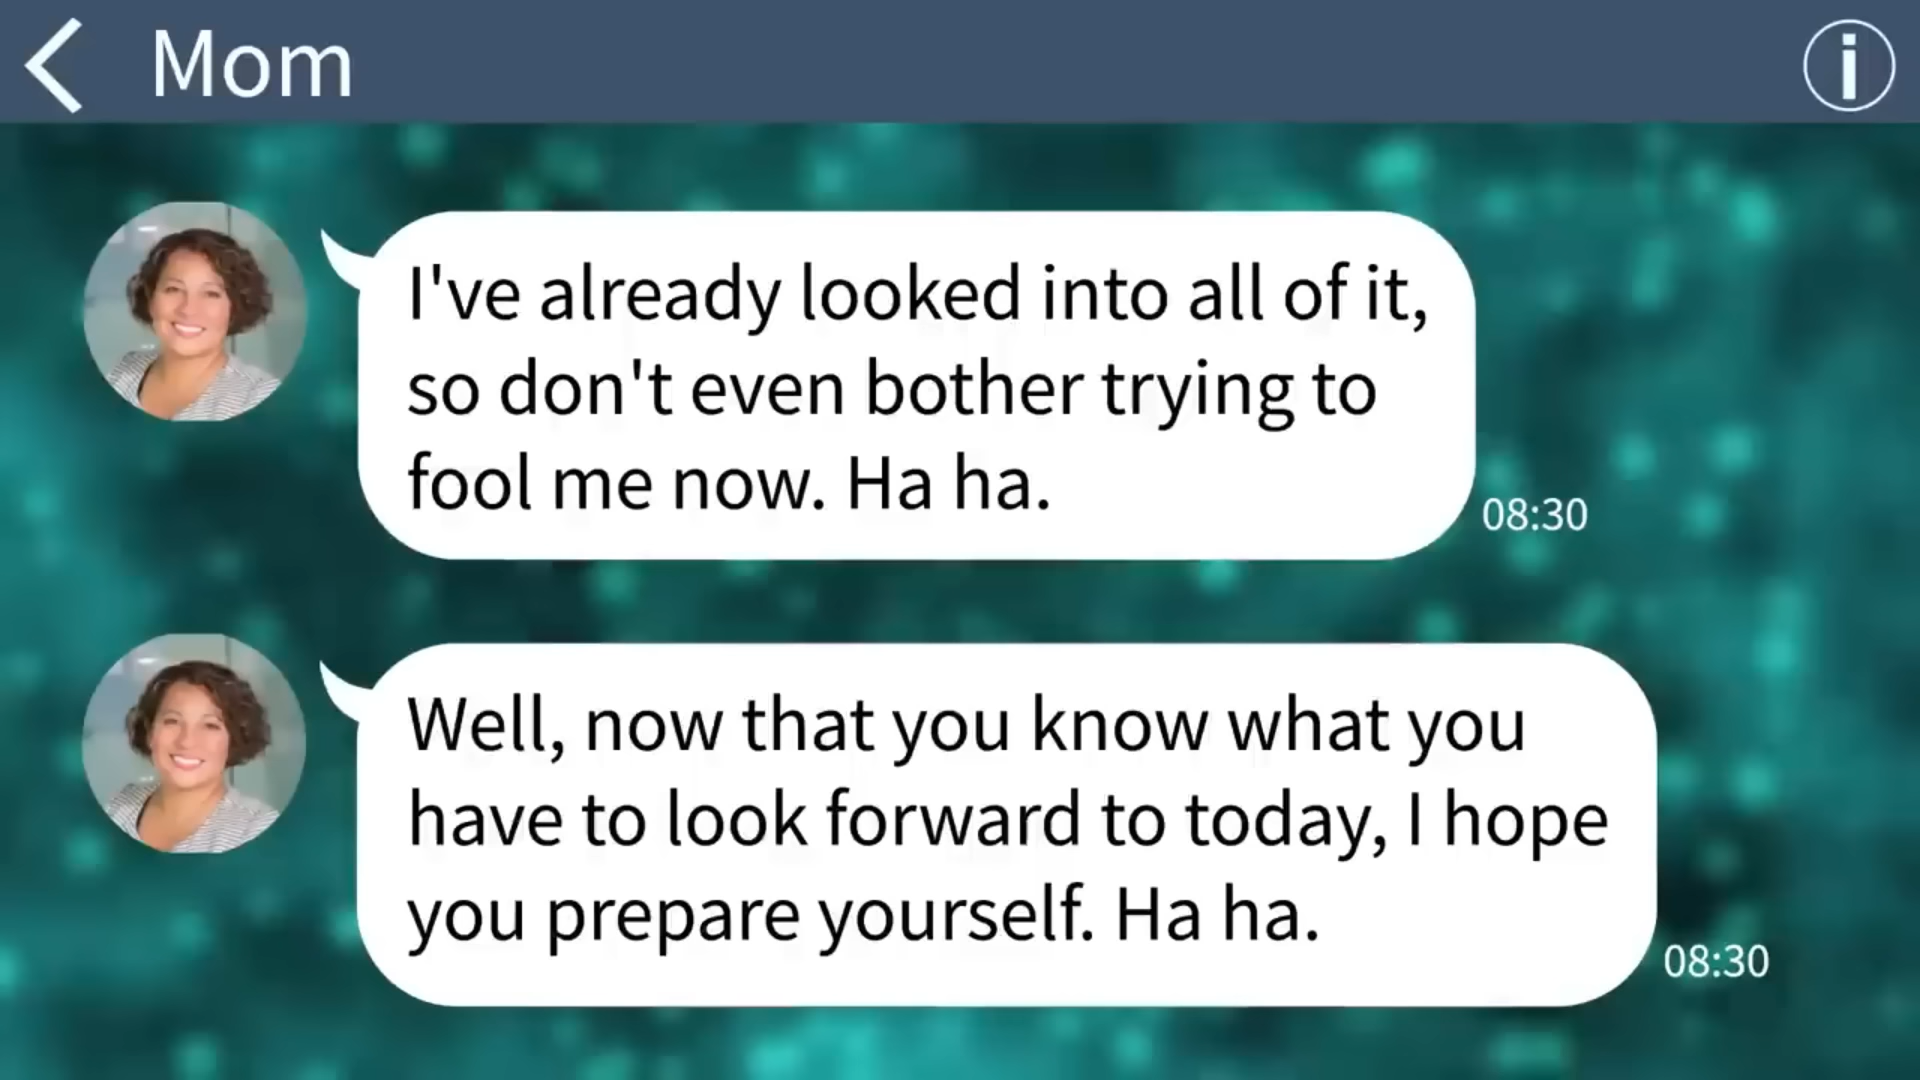 Mom
I've already looked into all of it,
so don't even bother trying to
fool me now. Ha ha.
08:30
Well, now that you know what you
have to look forward to today, I hope
you prepare yourself. Ha ha.
08:30